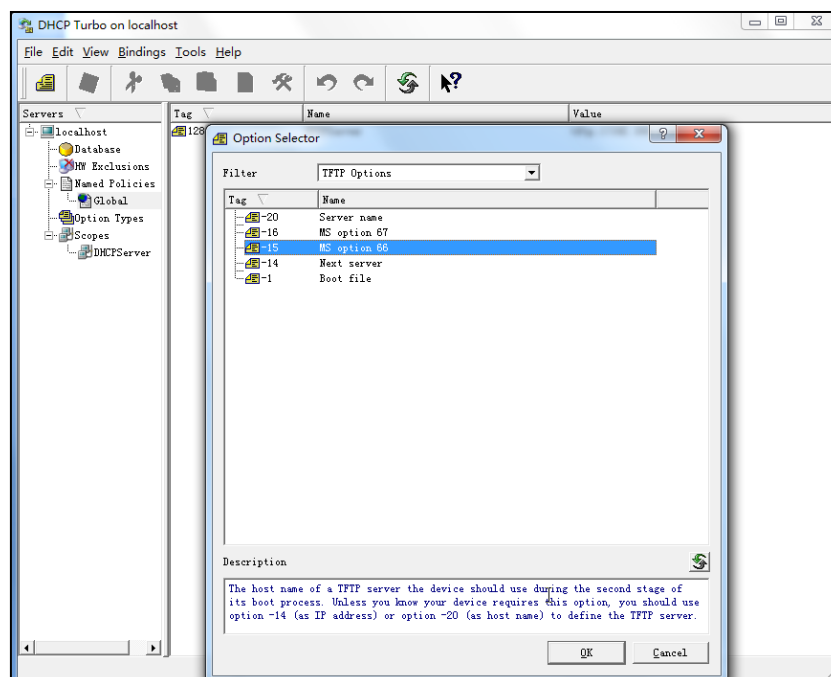 DHCP Turbo on localhost
File Edit View Bindings Tools Help
Servers Tag Name Value
localhost
Database
HW Exclusions
Named Policies
Global
Option Types
Scopes
DHCPServer
128
Option Selector
Filter TFTP Options
Tag Name
-20 Server name
-16 MS option 67
-15 MS option 66
-14 Next server
-1 Boot file
Description
The host name of a TFTP server the device should use during the second stage of
its boot process. Unless you know your device requires this option, you should use
option -14 (as IP address) or option -20 (as host name) to define the TFTP server.
OK Cancel